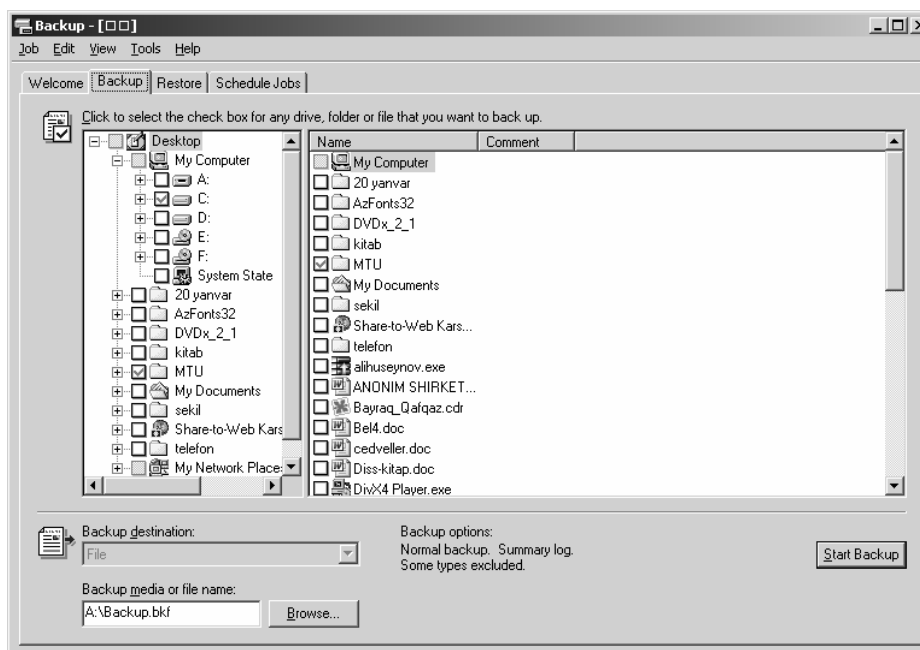 Backup - [□□]
Job Edit View Tools Help
Welcome Backup Restore Schedule Jobs
Click to select the check box for any drive, folder or file that you want to back up.
Desktop
My Computer
A:
C:
D:
E:
F:
System State
20 yanvar
AzFonts32
DVDx_2_1
kitab
MTU
My Documents
sekil
Share-to-Web Kars
telefon
My Network Place
Name Comment
My Computer
20 yanvar
AzFonts32
DVDx_2_1
kitab
MTU
My Documents
sekil
Share-to-Web Kars...
telefon
alihuseynov.exe
ANONIM SHIRKET...
Bayraq_Qafqaz.cdr
Bel4.doc
cedveller.doc
Diss-kitap.doc
DivX4 Player.exe
Backup destination:
File
Backup media or file name:
A:\Backup.bkf
Browse...
Backup options:
Normal backup. Summary log.
Some types excluded.
Start Backup